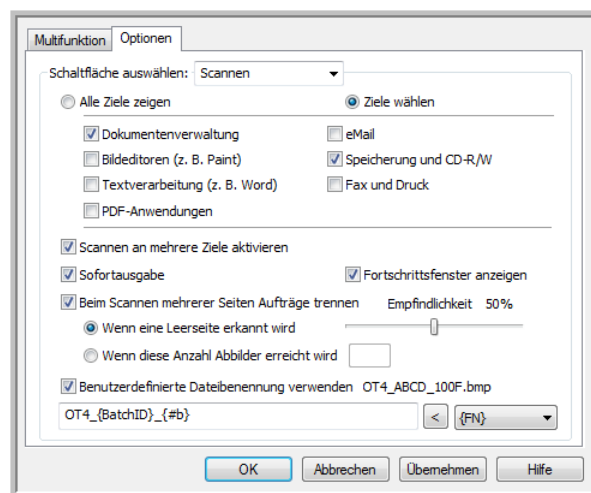 Multifunktion Optionen
Schaltfläche auswählen: Scannen
Alle Ziele zeigen Ziele wählen
Dokumentenverwaltung eMail
Bildeditoren (z. B. Paint) Speicherung und CD-R/W
Textverarbeitung (z. B. Word) Fax und Druck
PDF-Anwendungen
Scannen an mehrere Ziele aktivieren
Sofortausgabe Fortschrittsfenster anzeigen
Beim Scannen mehrerer Seiten Aufträge trennen Empfindlichkeit 50%
Wenn eine Leerseite erkannt wird
Wenn diese Anzahl Abbilder erreicht wird
Benutzerdefinierte Dateibenennung verwenden OT4_ABCD_100F.bmp
OT4_{BatchID}_{#b} < {FN}
OK Abbrechen Übernehmen Hilfe